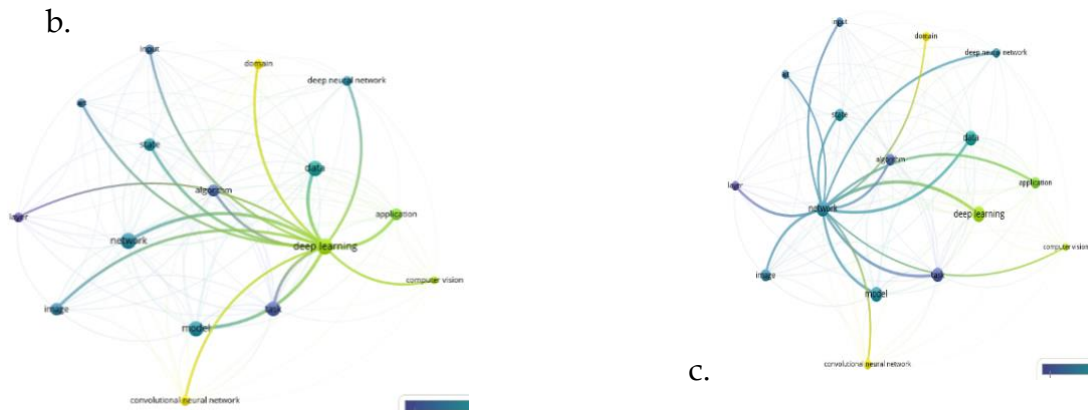 b.
input
domain
deep neural network
art
state
data
algorithm
layer
application
network
deep learning
computer vision
image
task
model
convolutional neural network
input
domain
deep neural network
art
state
data
algorithm
layer
application
network
deep learning
computer vision
image
task
model
convolutional neural network
c.